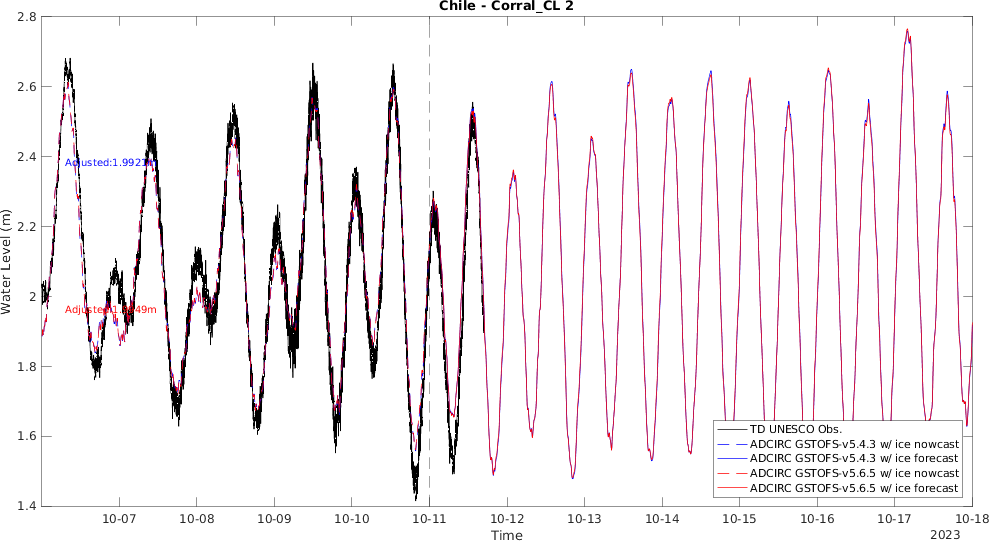 Chile - Corral_CL 2
2.8
2.6
2.4
2.2
2
1.8
1.6
1.4
Water Level (m)
Adjusted:1.9921m
TD UNESCO Obs.
ADCIRC GSTOFS-v5.4.3 w/ ice nowcast
ADCIRC GSTOFS-v5.4.3 w/ ice forecast
ADCIRC GSTOFS-v5.6.5 w/ ice nowcast
ADCIRC GSTOFS-v5.6.5 w/ ice forecast
10-07
10-08
10-09
10-10
10-11
10-12
10-13
10-14
10-15
10-16
10-17
10-18
Time
2023